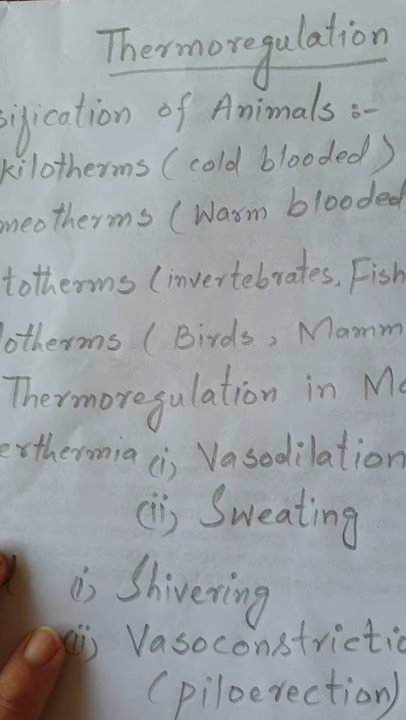 Thermoregulation
sification of Animals :-
kilotherms ( cold blooded )
meotherms ( Warm blooded
totherms ( invertebrates, Fish
otherms ( Birds , Mamm
Thermoregulation in Ma
erthermia (i) Vasodilation
(ii) Sweating
i) Shivering
(ii) Vasoconstrictio
(piloerection)